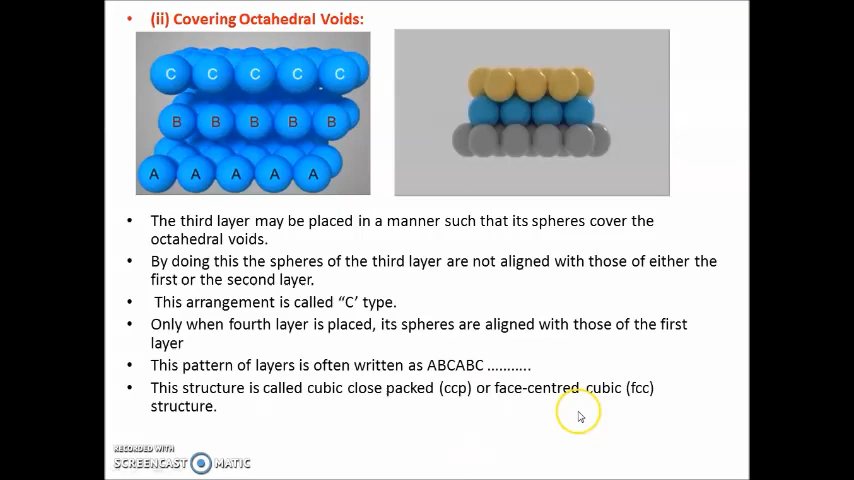 (ii) Covering Octahedral Voids:
C C C C C
B B B B B
A A A A A
The third layer may be placed in a manner such that its spheres cover the
octahedral voids.
By doing this the spheres of the third layer are not aligned with those of either the
first or the second layer.
This arrangement is called “C’ type.
Only when fourth layer is placed, its spheres are aligned with those of the first
layer
This pattern of layers is often written as ABCABC ...........
This structure is called cubic close packed (ccp) or face-centred cubic (fcc)
structure.
RECORDED WITH
SCREENCAST MATIC